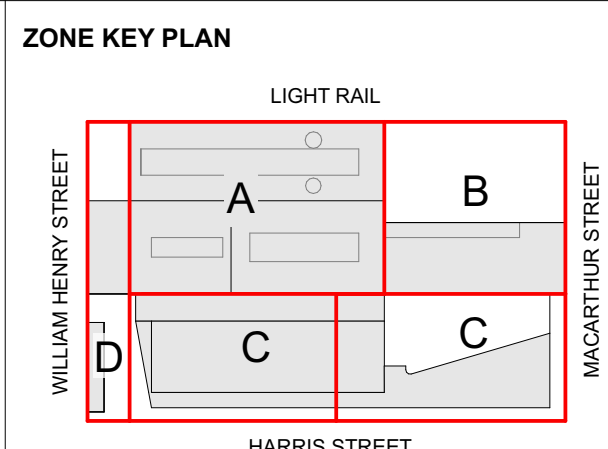 ZONE KEY PLAN
LIGHT RAIL
WILLIAM HENRY STREET
A
B
MACARTHUR STREET
D
C
C
HARRIS STREET